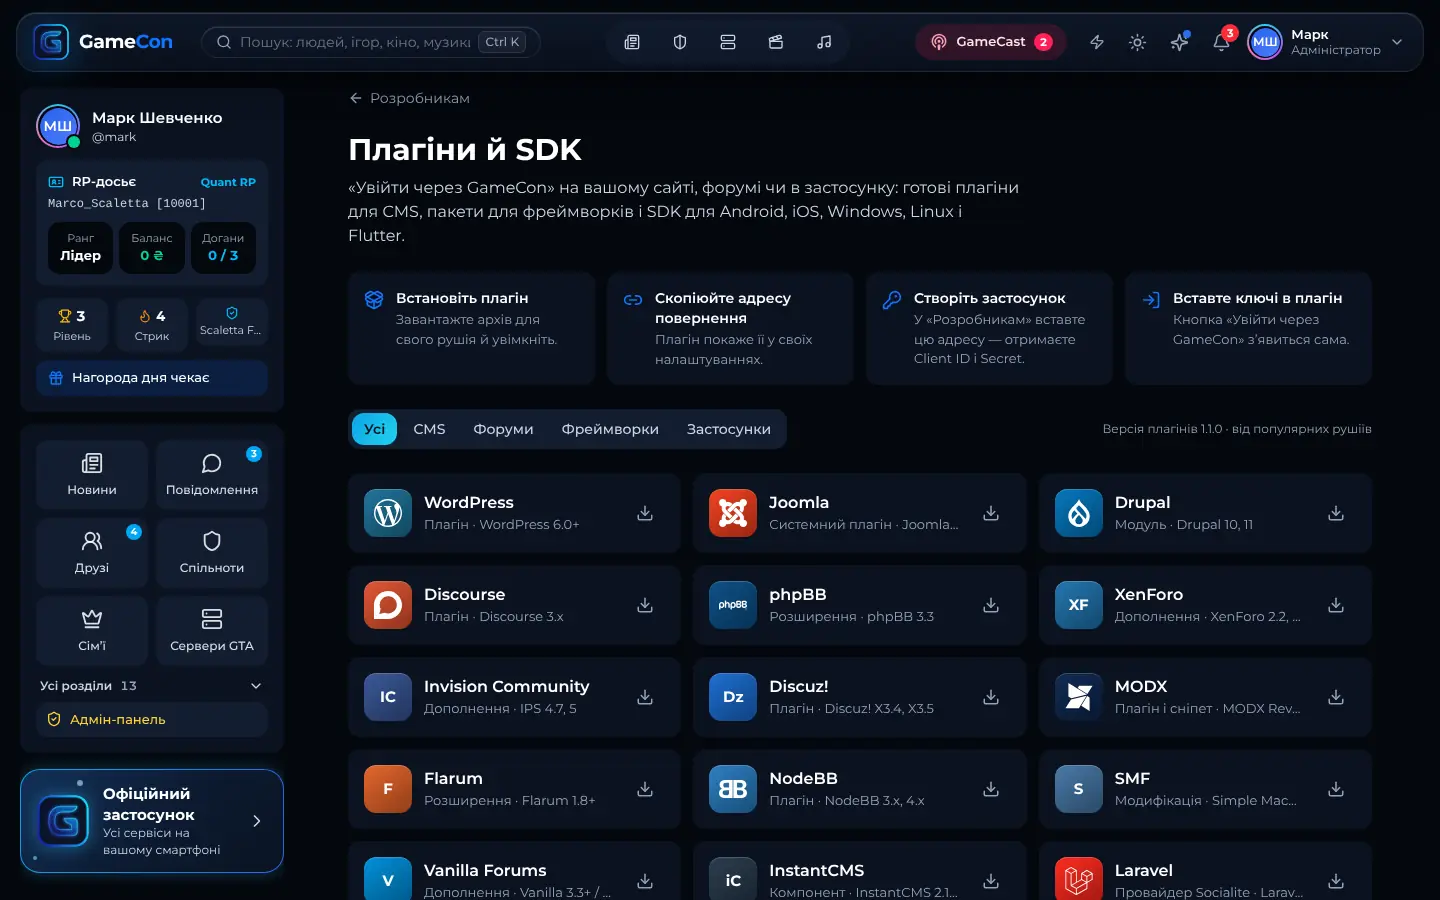 GameCon
Пошук: людей, ігор, кіно, музики
Ctrl K
GameCast 2
3
МШ
Марк
Адміністратор
МШ
Марк Шевченко
@mark
RP-досьє
Quant RP
Marco_Scaletta [10001]
Ранг
Лідер
Баланс
0 ₴
Догани
0 / 3
3
Рівень
4
Стрик
Scaletta F...
Нагорода дня чекає
Новини
3
Повідомлення
4
Друзі
Спільноти
Сім'ї
Сервери GTA
Усі розділи 13
Адмін-панель
Офіційний
застосунок
Усі сервіси на
вашому смартфоні
Розробникам
Плагіни й SDK
«Увійти через GameCon» на вашому сайті, форумі чи в застосунку: готові плагіни
для CMS, пакети для фреймворків і SDK для Android, iOS, Windows, Linux і
Flutter.
Встановіть плагін
Завантажте архів для
свого рушія й увімкніть.
Скопіюйте адресу
повернення
Плагін покаже її у своїх
налаштуваннях.
Створіть застосунок
У «Розробникам» вставте
цю адресу — отримаєте
Client ID і Secret.
Вставте ключі в плагін
Кнопка «Увійти через
GameCon» з'явиться сама.
Усі
CMS
Форуми
Фреймворки
Застосунки
Версія плагінів 1.1.0 · від популярних рушіїв
WordPress
Плагін · WordPress 6.0+
Joomla
Системний плагін · Joomla...
Drupal
Модуль · Drupal 10, 11
Discourse
Плагін · Discourse 3.x
phpBB
phpBB
Розширення · phpBB 3.3
XF
XenForo
Доповнення · XenForo 2.2, ...
IC
Invision Community
Доповнення · IPS 4.7, 5
Dz
Discuz!
Плагін · Discuz! X3.4, X3.5
MODX
Плагін і сніпет · MODX Rev...
F
Flarum
Розширення · Flarum 1.8+
NodeBB
Плагін · NodeBB 3.x, 4.x
S
SMF
Модифікація · Simple Mac...
V
Vanilla Forums
Доповнення · Vanilla 3.3+ / ...
iC
InstantCMS
Компонент · InstantCMS 2.1...
Laravel
Провайдер Socialite · Larav...